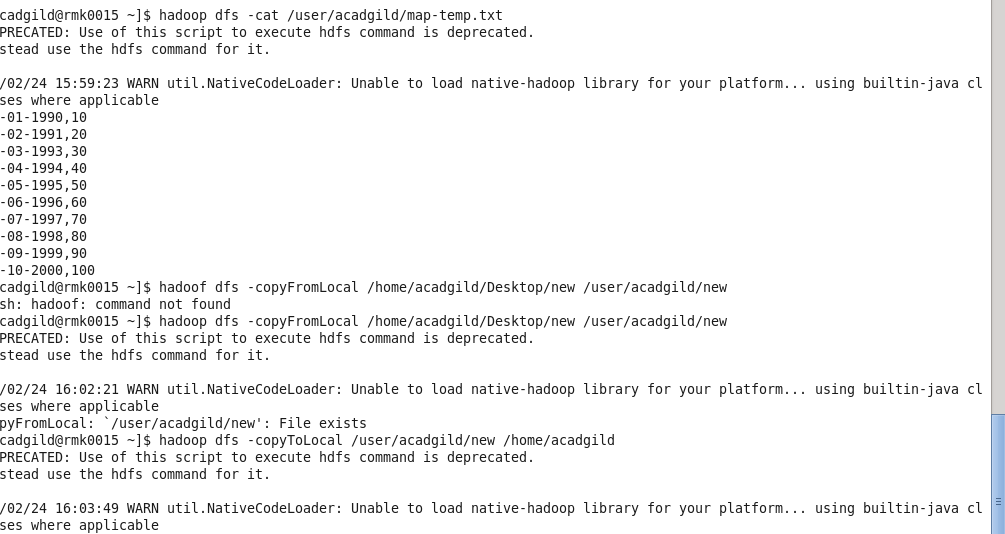 cadgild@rmk0015 ~]$ hadoop dfs -cat /user/acadgild/map-temp.txt
PRECATED: Use of this script to execute hdfs command is deprecated.
stead use the hdfs command for it.
/02/24 15:59:23 WARN util.NativeCodeLoader: Unable to load native-hadoop library for your platform... using builtin-java cl
ses where applicable
-01-1990,10
-02-1991,20
-03-1993,30
-04-1994,40
-05-1995,50
-06-1996,60
-07-1997,70
-08-1998,80
-09-1999,90
-10-2000,100
cadgild@rmk0015 ~]$ hadoof dfs -copyFromLocal /home/acadgild/Desktop/new /user/acadgild/new
sh: hadoof: command not found
cadgild@rmk0015 ~]$ hadoop dfs -copyFromLocal /home/acadgild/Desktop/new /user/acadgild/new
PRECATED: Use of this script to execute hdfs command is deprecated.
stead use the hdfs command for it.
/02/24 16:02:21 WARN util.NativeCodeLoader: Unable to load native-hadoop library for your platform... using builtin-java cl
ses where applicable
pyFromLocal: `/user/acadgild/new': File exists
cadgild@rmk0015 ~]$ hadoop dfs -copyToLocal /user/acadgild/new /home/acadgild
PRECATED: Use of this script to execute hdfs command is deprecated.
stead use the hdfs command for it.
/02/24 16:03:49 WARN util.NativeCodeLoader: Unable to load native-hadoop library for your platform... using builtin-java cl
ses where applicable